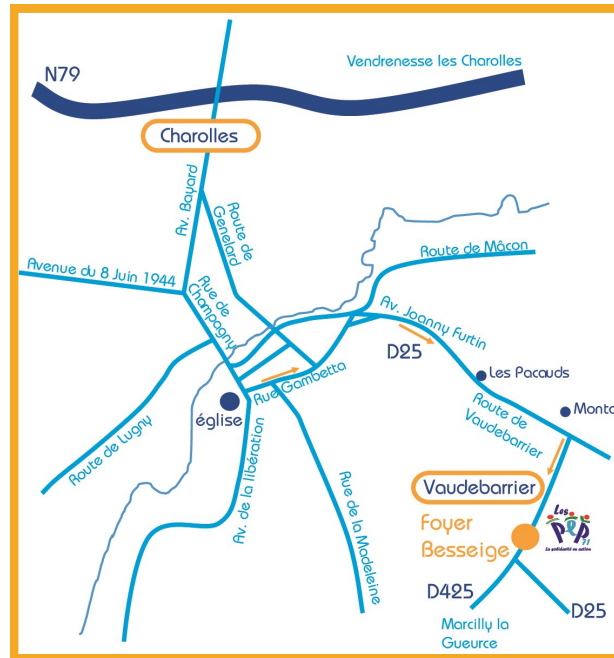 N79
Vendrenesse les Charolles
Charolles
Av. Bayard
Route de
Genelard
Avenue du 8 Juin 1944
Rue de
Champagny
Route de Mâcon
Av. Joanny Furtin
D25
Les Pacauds
Rue Gambetta
église
Route de
Vaudebarrier
Monta
Route de Lugny
Av. de la libération
Rue de la Madeleine
Vaudebarrier
Foyer
Besseige
Les
PEP
71
La solidarité en action
D425
D25
Marcilly la
Gueurce